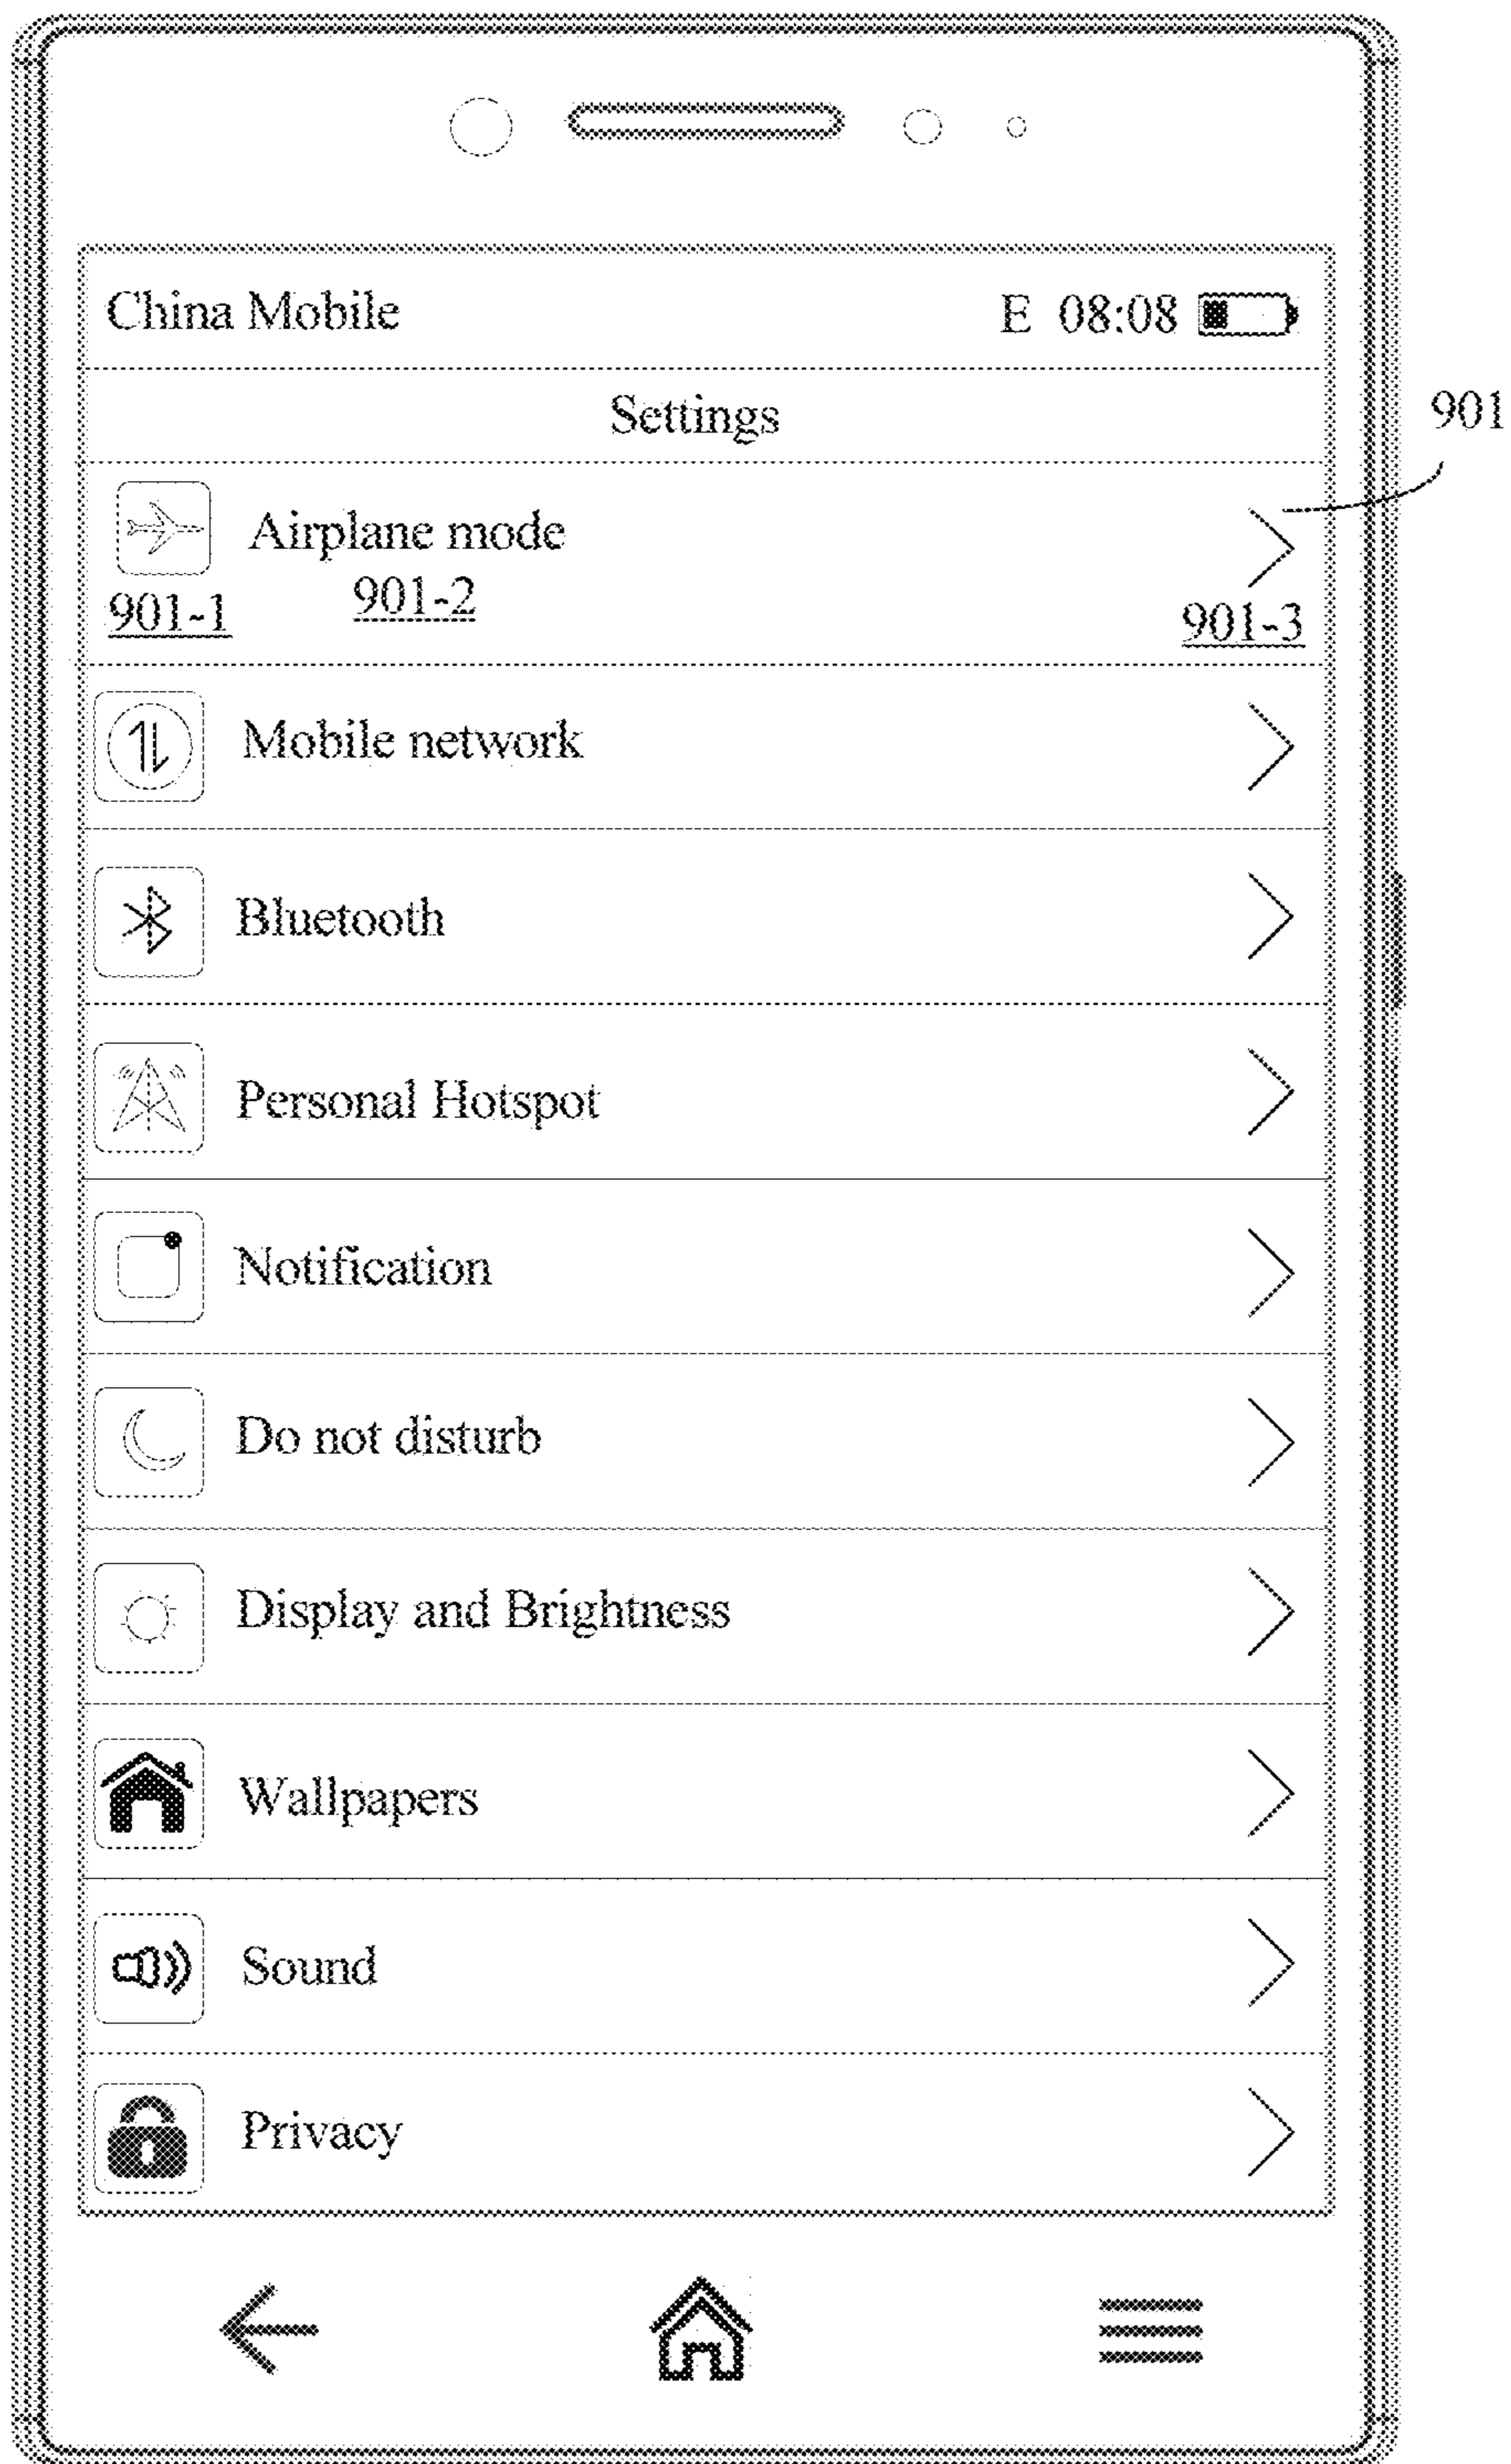 China Mobile E 08:08
Settings
901
Airplane mode
901-1 901-2 901-3
Mobile network
Bluetooth
Personal Hotspot
Notification
Do not disturb
Display and Brightness
Wallpapers
Sound
Privacy